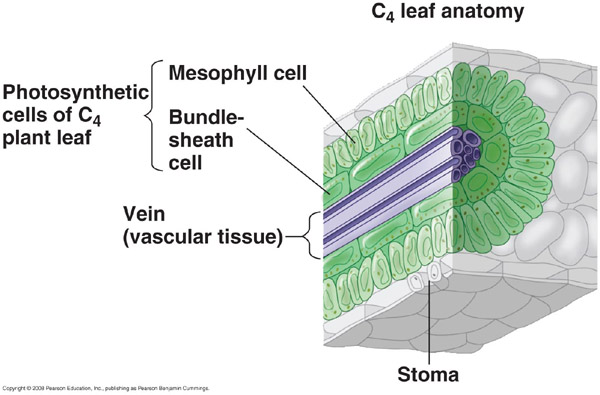 C4 leaf anatomy
Mesophyll cell
Photosynthetic
cells of C4
plant leaf
Bundle-
sheath
cell
Vein
(vascular tissue)
Stoma
Copyright © 2008 Pearson Education, Inc., publishing as Pearson Benjamin Cummings.